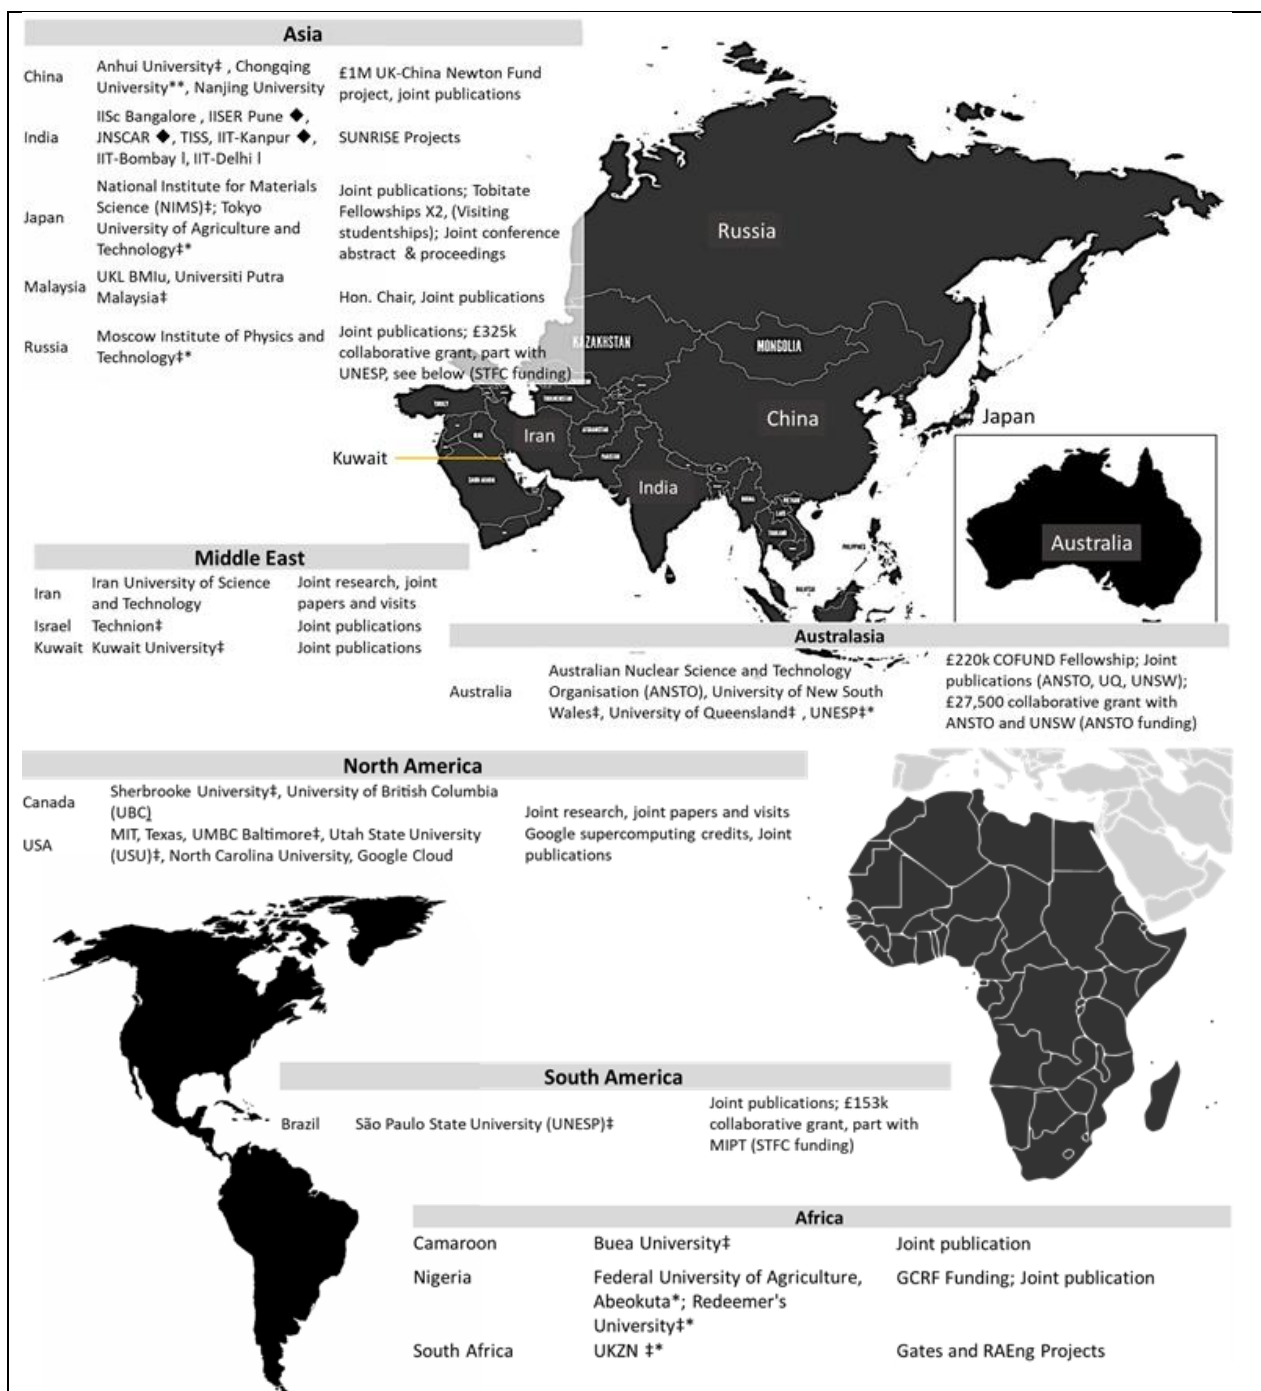 Asia
China
Anhui University‡ , Chongqing
University**, Nanjing University
£1M UK-China Newton Fund
project, joint publications
India
IISc Bangalore , IISER Pune ◆,
JNSCAR ◆, TISS, IIT-Kanpur ◆,
IIT-Bombay l, IIT-Delhi l
SUNRISE Projects
Japan
National Institute for Materials
Science (NIMS)‡; Tokyo
University of Agriculture and
Technology‡*
Joint publications; Tobitate
Fellowships X2, (Visiting
studentships); Joint conference
abstract & proceedings
Malaysia
UKL BMIu, Universiti Putra
Malaysia‡
Hon. Chair, Joint publications
Russia
Moscow Institute of Physics and
Technology‡*
Joint publications; £325k
collaborative grant, part with
UNESP, see below (STFC funding)
Russia
KAZAKHSTAN
MONGOLIA
China
Japan
Iran
Kuwait
India
TURKEY
IRAQ
SAUDI ARABIA
TURKMENISTAN
AFGHANISTAN
PAKISTAN
LAOS
THAILAND
PHILIPPINES
MALAYSIA
Australia
Middle East
Iran
Iran University of Science
and Technology
Joint research, joint
papers and visits
Israel
Technion‡
Joint publications
Kuwait
Kuwait University‡
Joint publications
Australasia
Australia
Australian Nuclear Science and Technology
Organisation (ANSTO), University of New South
Wales‡, University of Queensland‡ , UNESP‡*
£220k COFUND Fellowship; Joint
publications (ANSTO, UQ, UNSW);
£27,500 collaborative grant with
ANSTO and UNSW (ANSTO funding)
North America
Canada
Sherbrooke University‡, University of British Columbia
(UBC)
USA
MIT, Texas, UMBC Baltimore‡, Utah State University
(USU)‡, North Carolina University, Google Cloud
Joint research, joint papers and visits
Google supercomputing credits, Joint
publications
South America
Brazil
São Paulo State University (UNESP)‡
Joint publications; £153k
collaborative grant, part with
MIPT (STFC funding)
Africa
Camaroon
Buea University‡
Joint publication
Nigeria
Federal University of Agriculture,
Abeokuta*; Redeemer's
University‡*
GCRF Funding; Joint publication
South Africa
UKZN ‡*
Gates and RAEng Projects